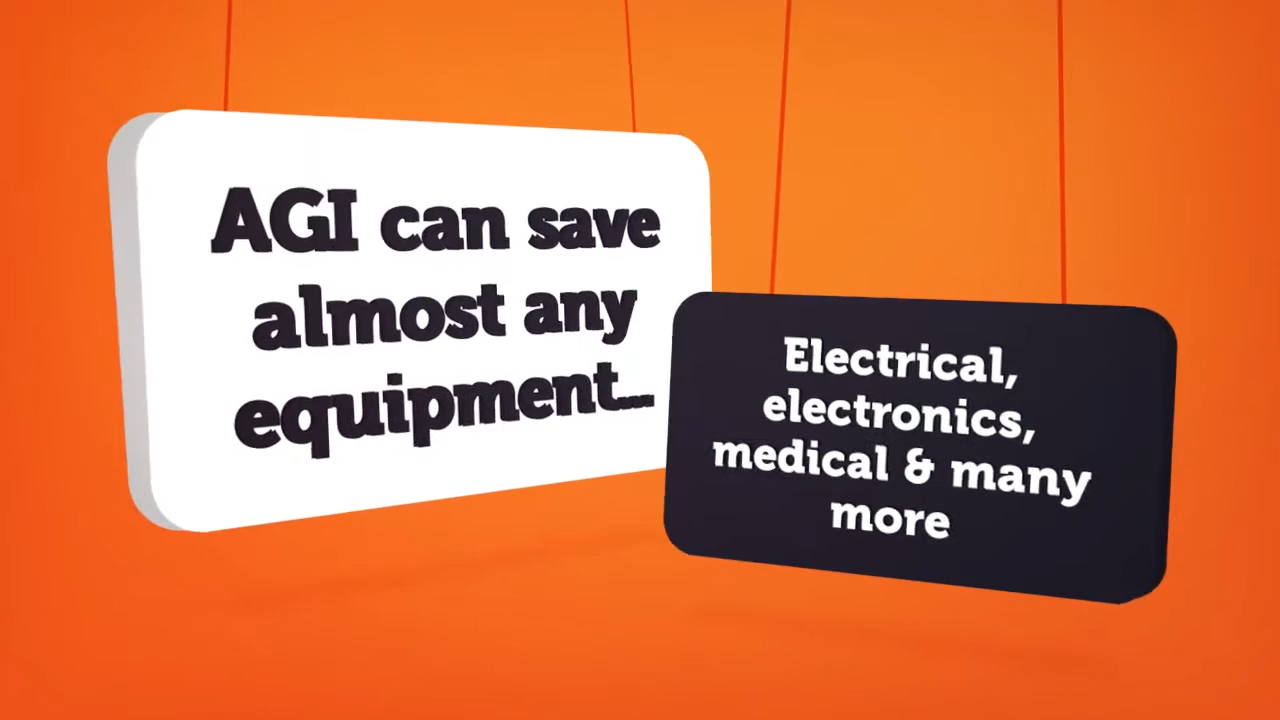 AGI can save
almost any
equipment...
Electrical,
electronics,
medical & many
more